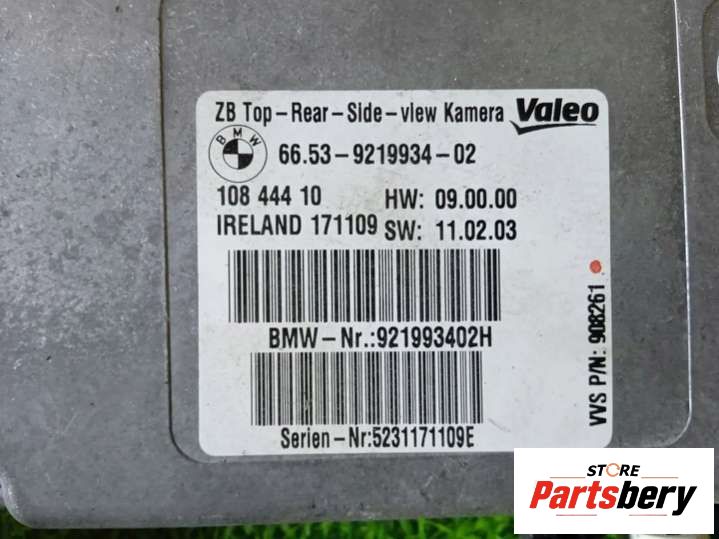 ZB Top-Rear-Side-view Kamera Valeo
BMW
66.53-9219934-02
108 444 10 HW: 09.00.00
IRELAND 171109 SW: 11.02.03
BMW-Nr.:921993402H
Serien-Nr:5231171109E
VVS P/N: 908261
STORE
Partsbery